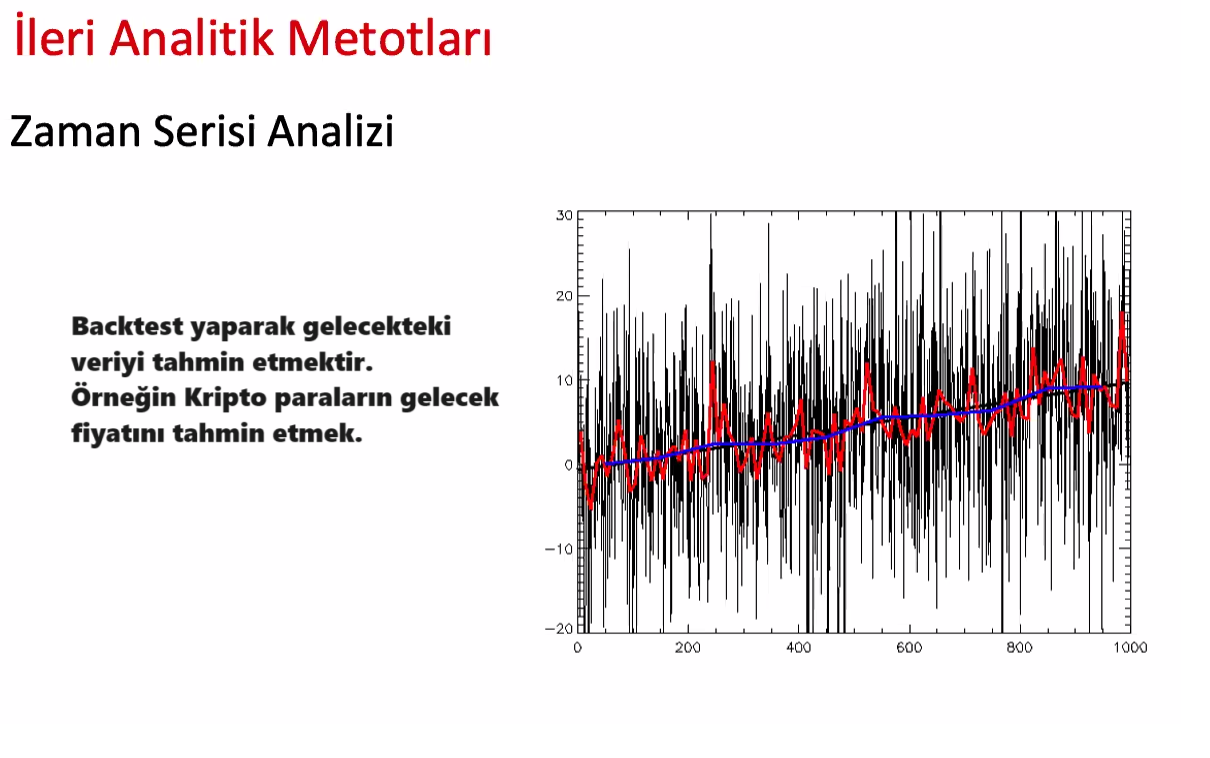 İleri Analitik Metotları
Zaman Serisi Analizi
Backtest yaparak gelecekteki
veriyi tahmin etmektir.
Örneğin Kripto paraların gelecek
fiyatını tahmin etmek.
30
20
10
0
−10
−20
0 200 400 600 800 1000